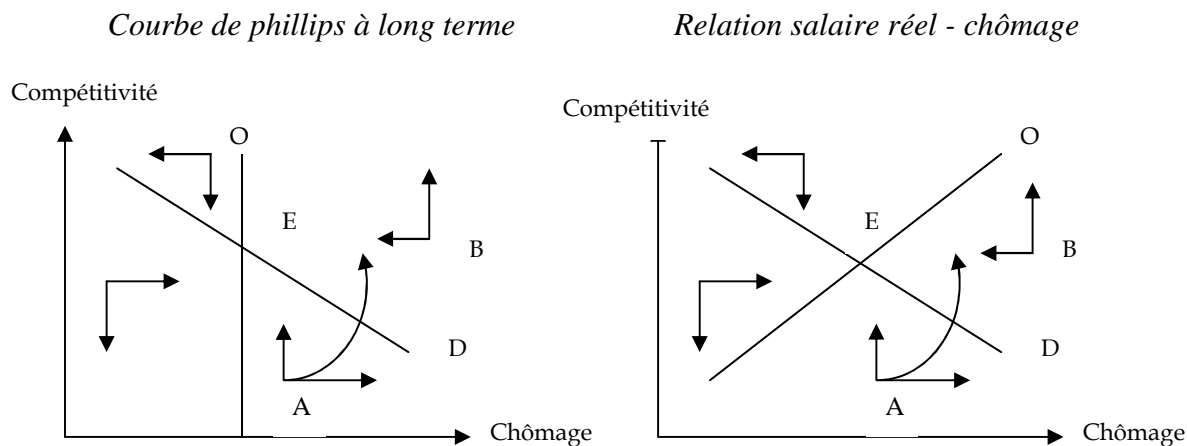 Courbe de phillips à long terme
Relation salaire réel - chômage
Compétitivité
O
E
B
D
A
Chômage
Compétitivité
O
E
B
D
A
Chômage